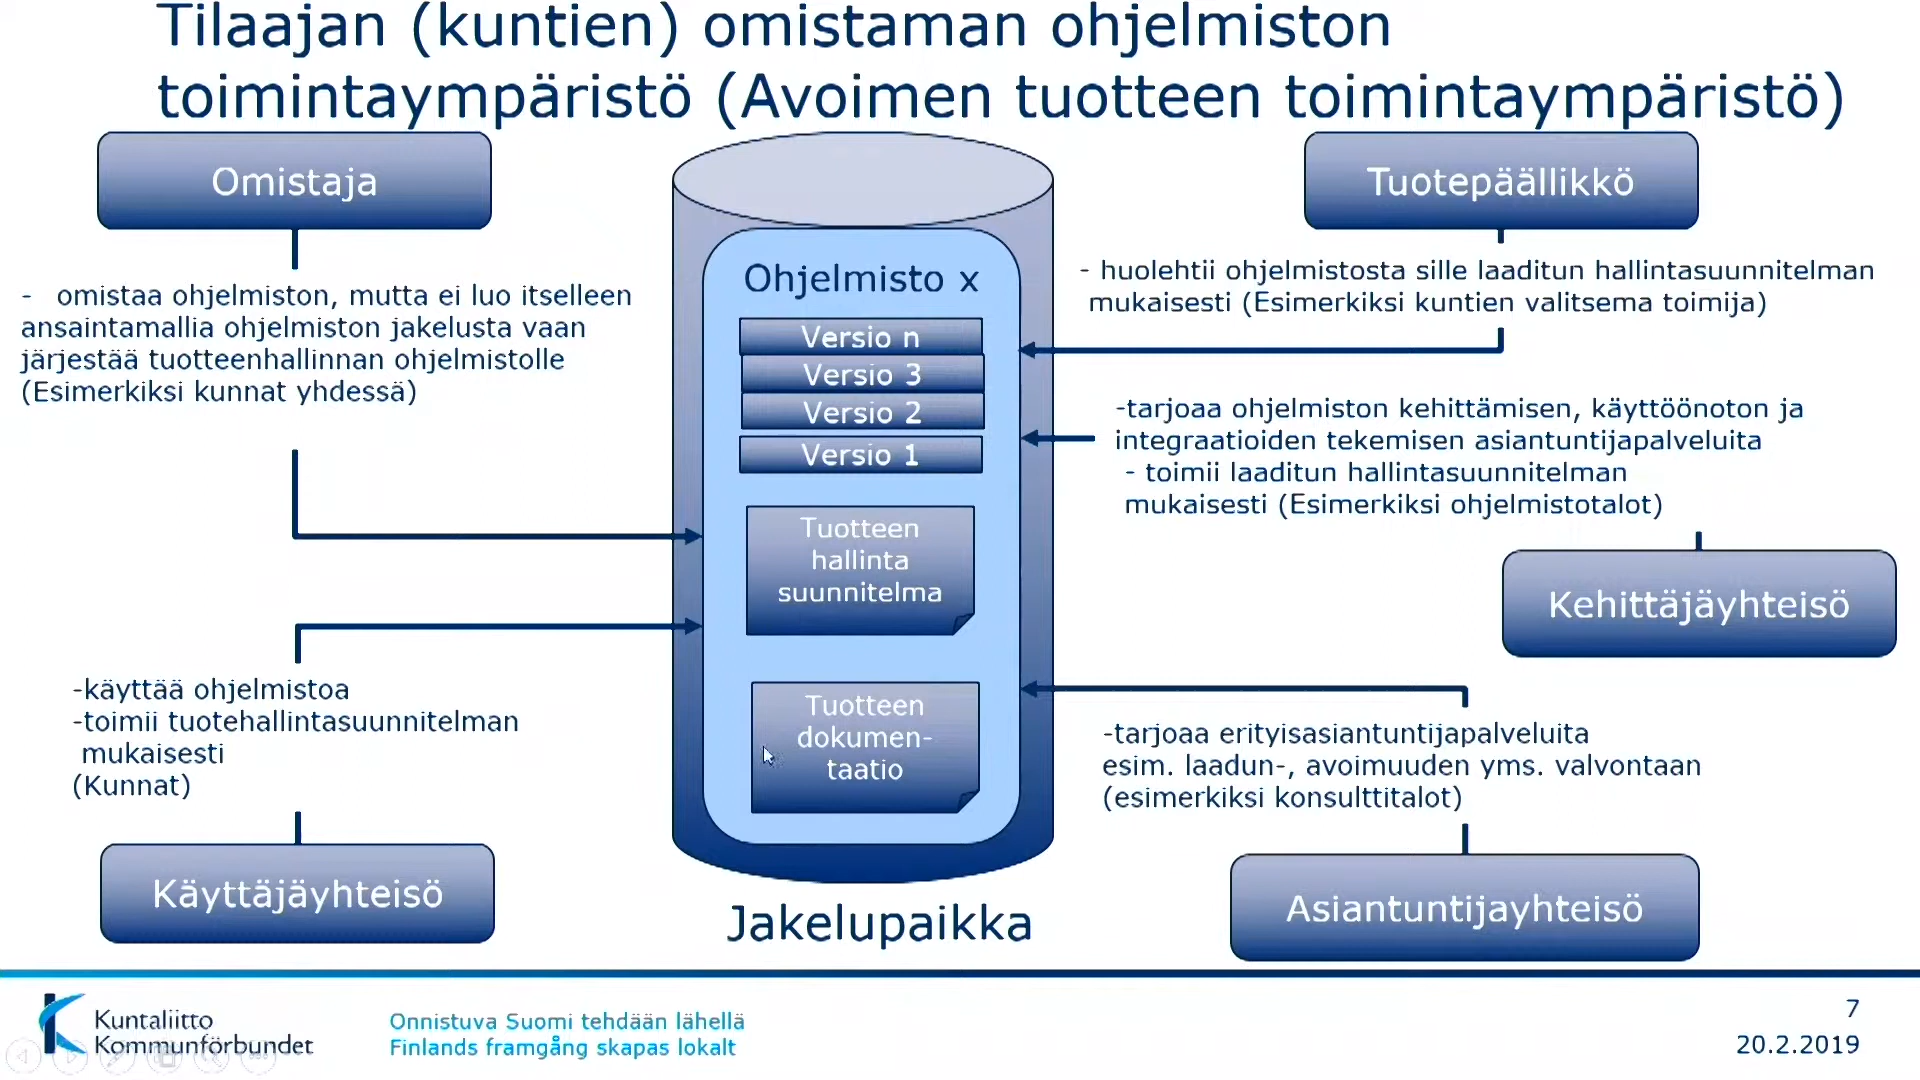 Tilaajan (kuntien) omistaman ohjelmiston
toimintaympäristö (Avoimen tuotteen toimintaympäristö)
Omistaja
- omistaa ohjelmiston, mutta ei luo itselleen
ansaintamallia ohjelmiston jakelusta vaan
järjestää tuotteenhallinnan ohjelmistolle
(Esimerkiksi kunnat yhdessä)
-käyttää ohjelmistoa
-toimii tuotehallintasuunnitelman
mukaisesti
(Kunnat)
Käyttäjäyhteisö
Ohjelmisto x
Versio n
Versio 3
Versio 2
Versio 1
Tuotteen
hallinta
suunnitelma
Tuotteen
dokumen-
taatio
Jakelupaikka
Tuotepäällikkö
- huolehtii ohjelmistosta sille laaditun hallintasuunnitelman
mukaisesti (Esimerkiksi kuntien valitsema toimija)
-tarjoaa ohjelmiston kehittämisen, käyttöönoton ja
integraatioiden tekemisen asiantuntijapalveluita
- toimii laaditun hallintasuunnitelman
mukaisesti (Esimerkiksi ohjelmistotalot)
Kehittäjäyhteisö
-tarjoaa erityisasiantuntijapalveluita
esim. laadun-, avoimuuden yms. valvontaan
(esimerkiksi konsulttitalot)
Asiantuntijayhteisö
Kuntaliitto
Kommunförbundet
Onnistuva Suomi tehdään lähellä
Finlands framgång skapas lokalt
7
20.2.2019